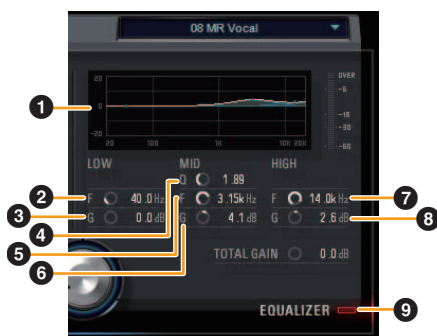 08 MR Vocal
20
0
-20
20 100 1K 10K 20K
OVER
-6
-18
-30
-60
LOW MID HIGH
Q 1.89
F 40.0 Hz F 3.15k Hz F 14.0k Hz
G 0.0 dB G 4.1 dB G 2.6 dB
TOTAL GAIN 0.0 dB
EQUALIZER
1
2
3
4
5
6
7
8
9